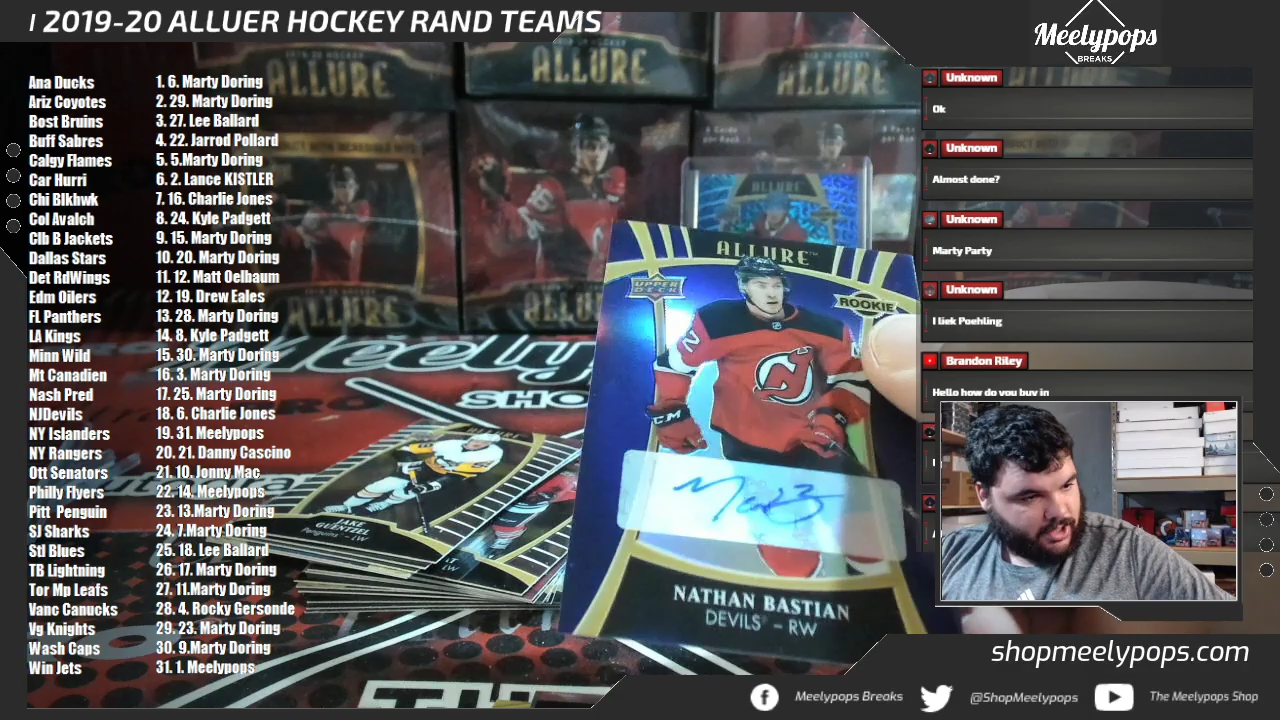 2019-20 ALLUER HOCKEY RAND TEAMS
Meelypops
BREAKS
Ana Ducks 1. 6. Marty Doring
Ariz Coyotes 2. 29. Marty Doring
Bost Bruins 3. 27. Lee Ballard
Buff Sabres 4. 22. Jarrod Pollard
Calgy Flames 5. 5.Marty Doring
Car Hurri 6. 2. Lance KISTLER
Chi Blkhwk 7. 16. Charlie Jones
Col Avalch 8. 24. Kyle Padgett
Clb B Jackets 9. 15. Marty Doring
Dallas Stars 10. 20. Marty Doring
Det RdWings 11. 12. Matt Oelbaum
Edm Oilers 12. 19. Drew Eales
FL Panthers 13. 28. Marty Doring
LA Kings 14. 8. Kyle Padgett
Minn Wild 15. 30. Marty Doring
Mt Canadien 16. 3. Marty Doring
Nash Pred 17. 25. Marty Doring
NJDevils 18. 6. Charlie Jones
NY Islanders 19. 31. Meelypops
NY Rangers 20. 21. Danny Cascino
Ott Senators 21. 10. Jonny Mac
Philly Flyers 22. 14. Meelypops
Pitt Penguin 23. 13.Marty Doring
SJ Sharks 24. 7.Marty Doring
Stl Blues 25. 18. Lee Ballard
TB Lightning 26. 17. Marty Doring
Tor Mp Leafs 27. 11.Marty Doring
Vanc Canucks 28. 4. Rocky Gersonde
Vg Knights 29. 23. Marty Doring
Wash Caps 30. 9.Marty Doring
Win Jets 31. 1. Meelypops
ALLURE
ALLURE
ALLURE
ALLURE
ALLURE
ALLURE
ALLURE
UPPER
DECK
ROOKIE
CCM
NATHAN BASTIAN
DEVILS - RW
JAKE
GUENTZEL
Penguins - LW
Meely
SHO
Unknown
Ok
Unknown
Almost done?
Unknown
Marty Party
Unknown
I liek Poehling
Brandon Riley
Hello how do you buy in
shopmeelypops.com
Meelypops Breaks
@ShopMeelypops
The Meelypops Shop